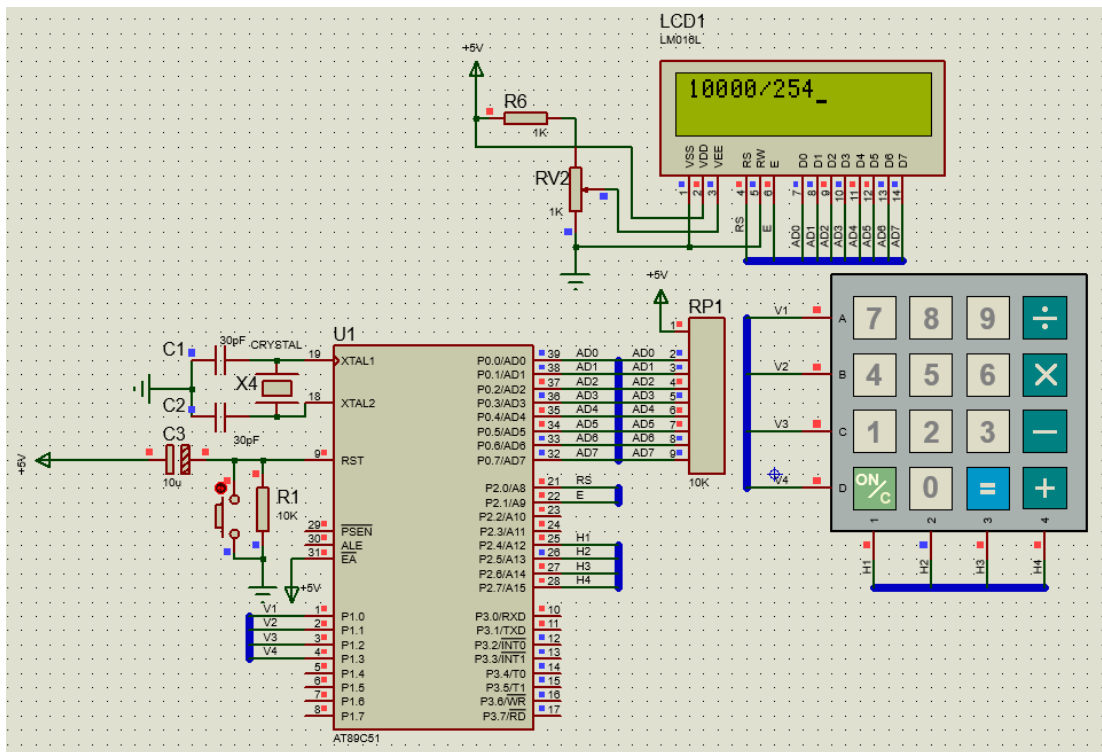 LCD1
LM016L
+5V
R6
1K
10000/254_
RV2
1K
VSS VDD VEE RS RW E D0 D1 D2 D3 D4 D5 D6 D7
1 2 3 4 5 6 7 8 9 10 11 12 13 14
RS E AD0 AD1 AD2 AD3 AD4 AD5 AD6 AD7
+5V
RP1
1
2 AD0
3 AD1
4 AD2
5 AD3
6 AD4
7 AD5
8 AD6
9 AD7
10K
V1 A 7 8 9 ÷
V2 B 4 5 6 ×
V3 C 1 2 3 −
V4 D ON/C 0 = +
1 2 3 4
H1 H2 H3 H4
C1
30pF
CRYSTAL
X4
C2
30pF
C3
10u
+5V
R1
10K
+5V
U1
19 XTAL1
18 XTAL2
9 RST
29 PSEN
30 ALE
31 EA
V1 1 P1.0
V2 2 P1.1
V3 3 P1.2
V4 4 P1.3
5 P1.4
6 P1.5
7 P1.6
8 P1.7
P0.0/AD0 39 AD0
P0.1/AD1 38 AD1
P0.2/AD2 37 AD2
P0.3/AD3 36 AD3
P0.4/AD4 35 AD4
P0.5/AD5 34 AD5
P0.6/AD6 33 AD6
P0.7/AD7 32 AD7
P2.0/A8 21 RS
P2.1/A9 22 E
P2.2/A10 23
P2.3/A11 24
P2.4/A12 25 H1
P2.5/A13 26 H2
P2.6/A14 27 H3
P2.7/A15 28 H4
P3.0/RXD 10
P3.1/TXD 11
P3.2/INT0 12
P3.3/INT1 13
P3.4/T0 14
P3.5/T1 15
P3.6/WR 16
P3.7/RD 17
AT89C51